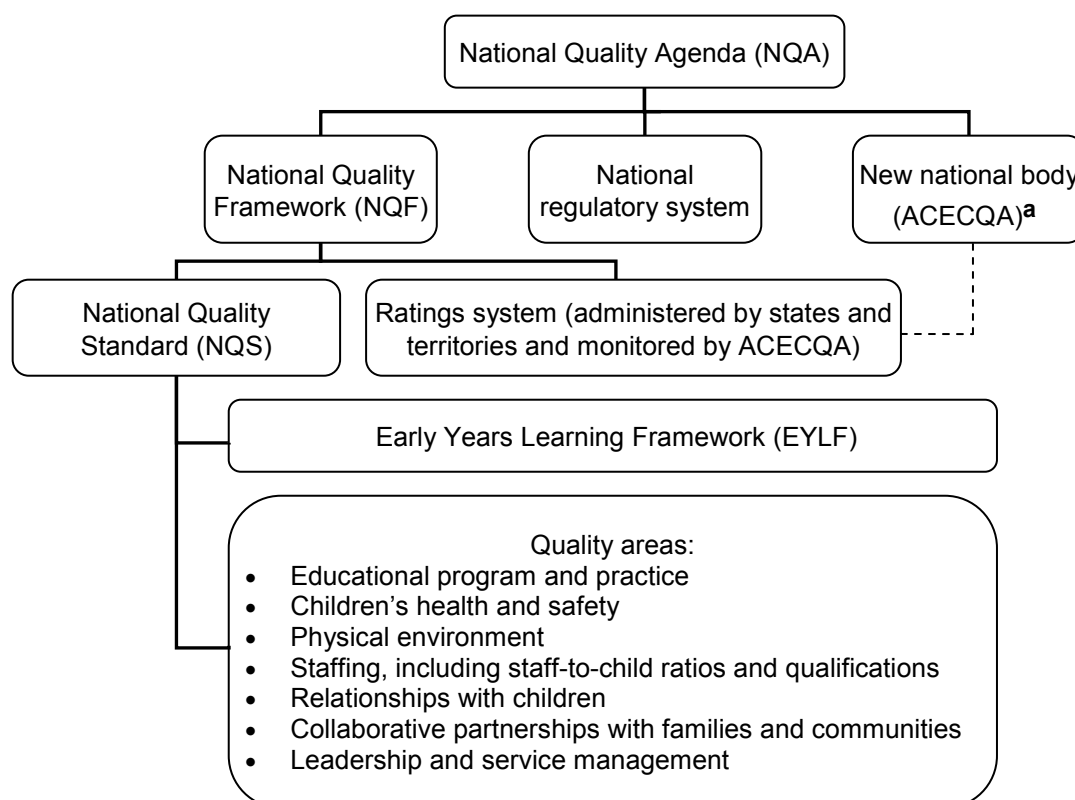 National Quality Agenda (NQA)
National Quality
Framework (NQF)
National
regulatory system
New national body
(ACECQA)a
National Quality
Standard (NQS)
Ratings system (administered by states and
territories and monitored by ACECQA)
Early Years Learning Framework (EYLF)
Quality areas:
• Educational program and practice
• Children’s health and safety
• Physical environment
• Staffing, including staff-to-child ratios and qualifications
• Relationships with children
• Collaborative partnerships with families and communities
• Leadership and service management